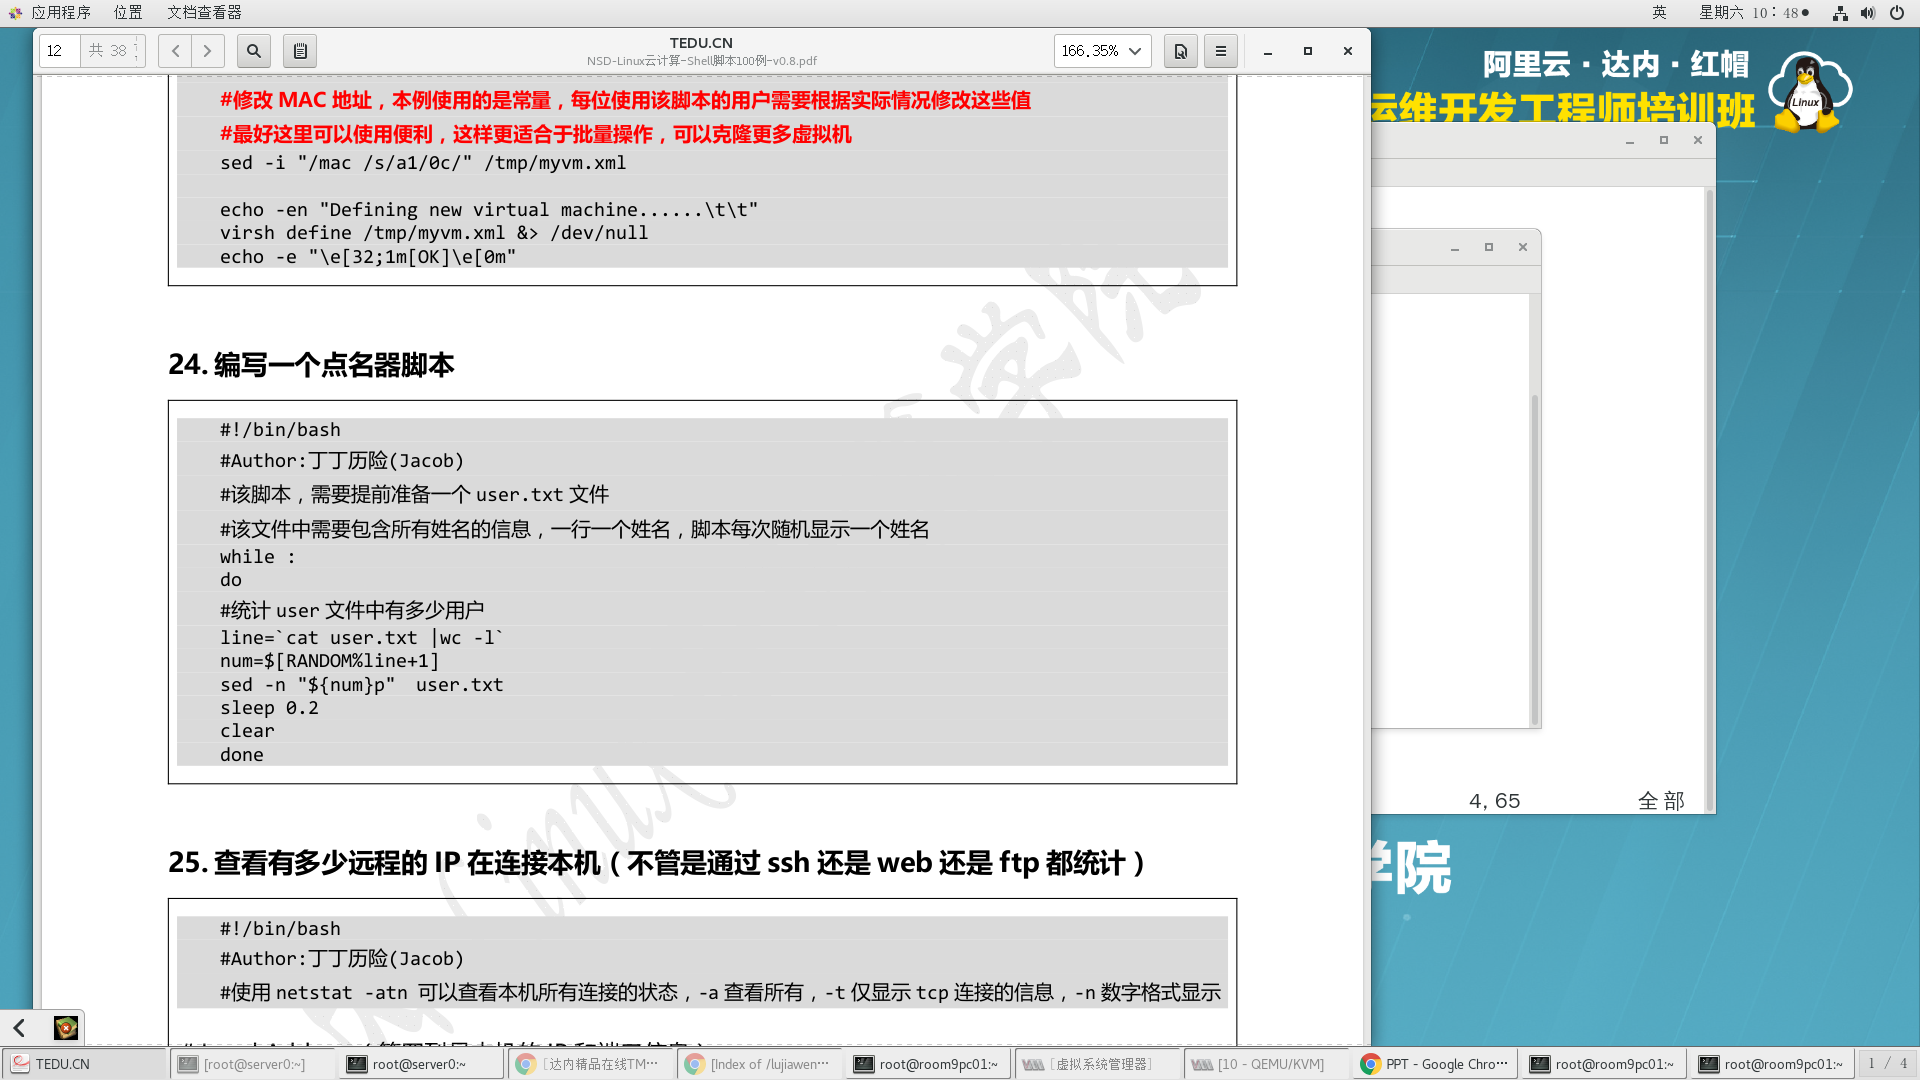 应用程序 位置 文档查看器
英 星期六 10：48
12 共 38
TEDU.CN
NSD-Linux云计算-Shell脚本100例-v0.8.pdf
166.35%
阿里云·达内·红帽
运维开发工程师培训班
Linux
#修改 MAC 地址，本例使用的是常量，每位使用该脚本的用户需要根据实际情况修改这些值
#最好这里可以使用便利，这样更适合于批量操作，可以克隆更多虚拟机
sed -i "/mac /s/a1/0c/" /tmp/myvm.xml
echo -en "Defining new virtual machine......\t\t"
virsh define /tmp/myvm.xml &> /dev/null
echo -e "\e[32;1m[OK]\e[0m"
24. 编写一个点名器脚本
#!/bin/bash
#Author:丁丁历险(Jacob)
#该脚本，需要提前准备一个 user.txt 文件
#该文件中需要包含所有姓名的信息，一行一个姓名，脚本每次随机显示一个姓名
while :
do
#统计 user 文件中有多少用户
line=`cat user.txt |wc -l`
num=$[RANDOM%line+1]
sed -n "${num}p"  user.txt
sleep 0.2
clear
done
4,65 全部
25. 查看有多少远程的 IP 在连接本机（不管是通过 ssh 还是 web 还是 ftp 都统计）
学院
#!/bin/bash
#Author:丁丁历险(Jacob)
#使用 netstat -atn 可以查看本机所有连接的状态，-a 查看所有，-t 仅显示 tcp 连接的信息，-n 数字格式显示
TEDU.CN
[root@server0:~]
root@server0:~
[达内精品在线TM…
[Index of /lujiawen…
root@room9pc01:~
[虚拟系统管理器]
[10 - QEMU/KVM]
PPT - Google Chro…
root@room9pc01:~
root@room9pc01:~
1 / 4